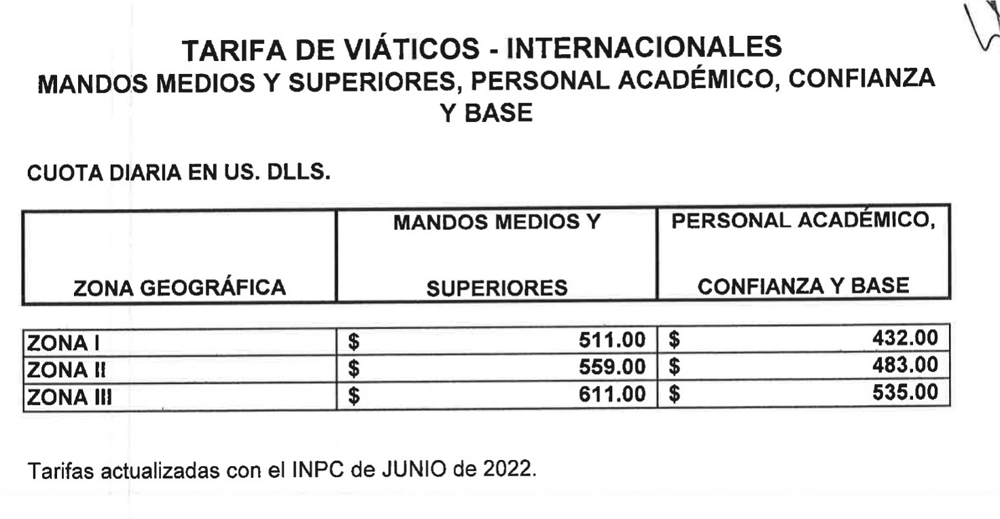 TARIFA DE VIÁTICOS - INTERNACIONALES
MANDOS MEDIOS Y SUPERIORES, PERSONAL ACADÉMICO, CONFIANZA
Y BASE
CUOTA DIARIA EN US. DLLS.
MANDOS MEDIOS Y PERSONAL ACADÉMICO,
ZONA GEOGRÁFICA SUPERIORES CONFIANZA Y BASE
ZONA I $ 511.00 $ 432.00
ZONA II $ 559.00 $ 483.00
ZONA III $ 611.00 $ 535.00
Tarifas actualizadas con el INPC de JUNIO de 2022.